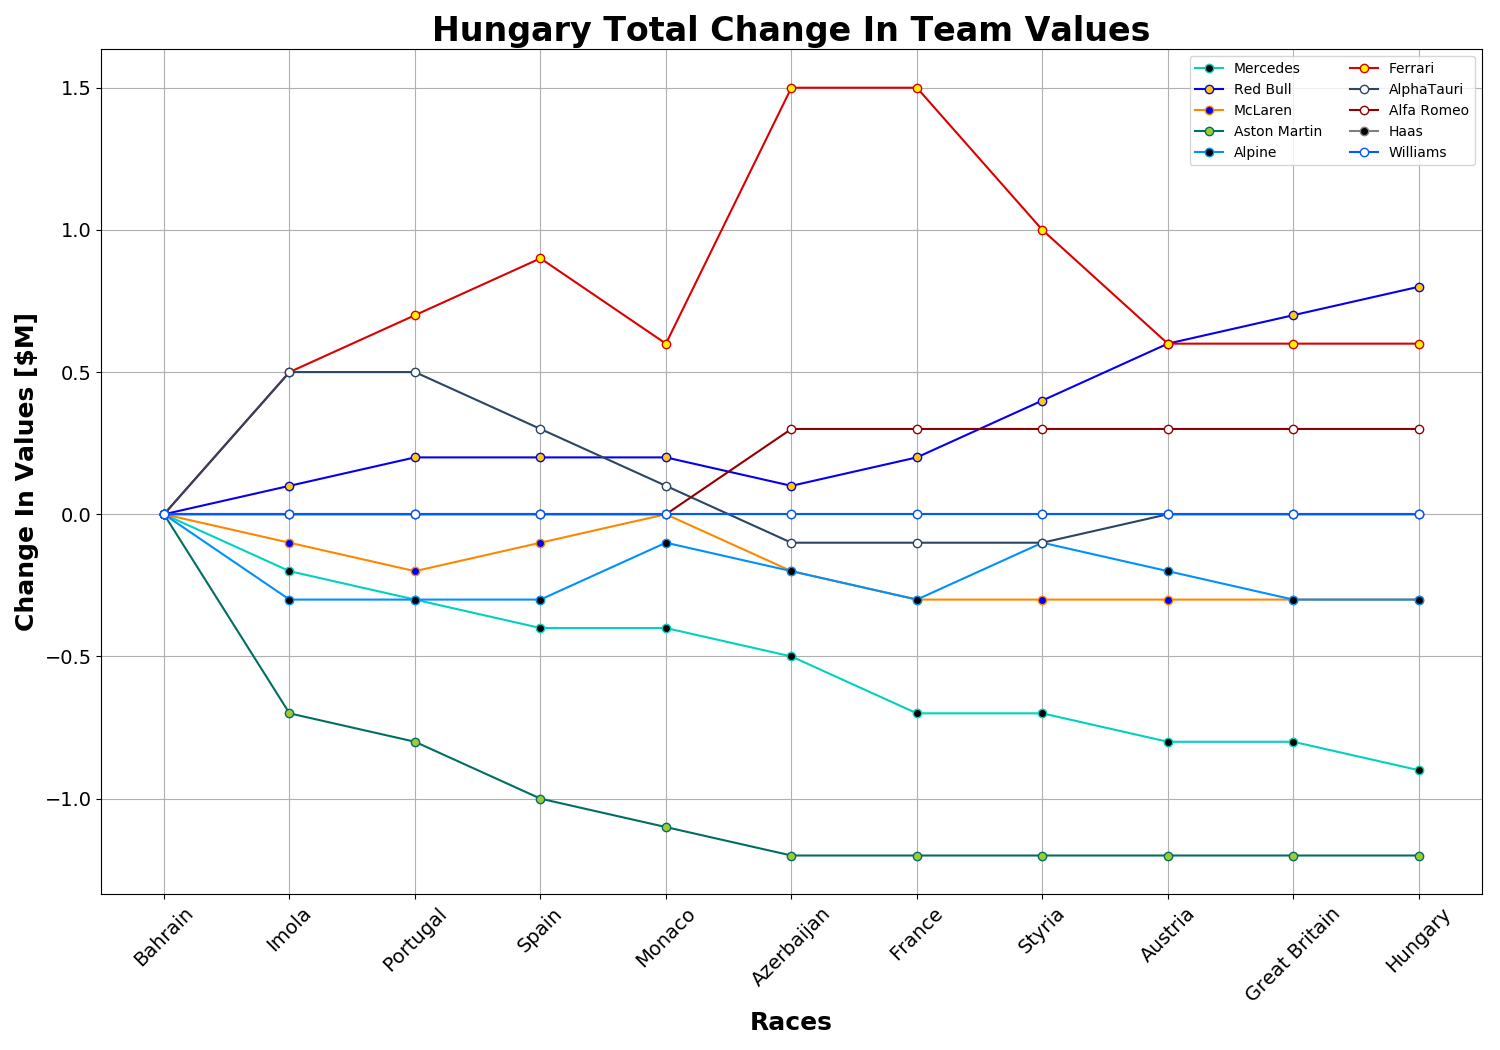 Hungary Total Change In Team Values
Mercedes
Red Bull
McLaren
Aston Martin
Alpine
Ferrari
AlphaTauri
Alfa Romeo
Haas
Williams
Change In Values [$M]
1.5
1.0
0.5
0.0
−0.5
−1.0
Bahrain
Imola
Portugal
Spain
Monaco
Azerbaijan
France
Styria
Austria
Great Britain
Hungary
Races